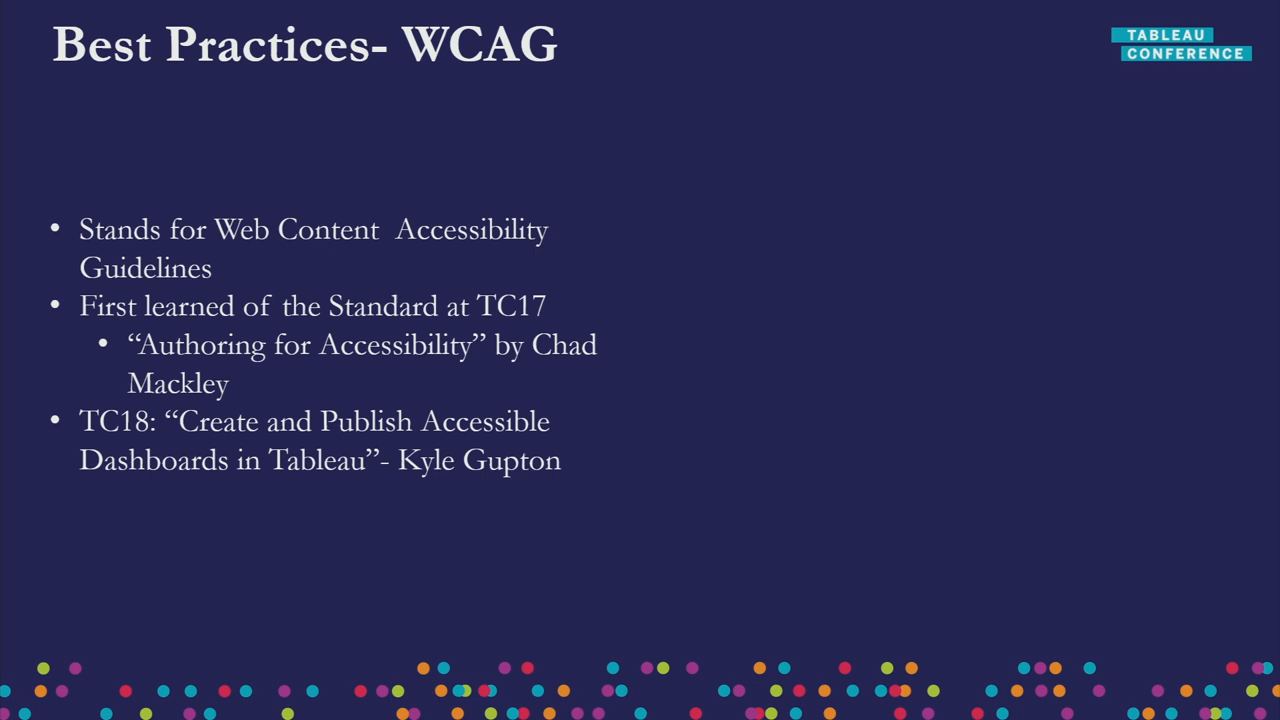 Best Practices- WCAG
TABLEAU
CONFERENCE
• Stands for Web Content  Accessibility
Guidelines
• First learned of the Standard at TC17
• “Authoring for Accessibility” by Chad
Mackley
• TC18: “Create and Publish Accessible
Dashboards in Tableau”- Kyle Gupton